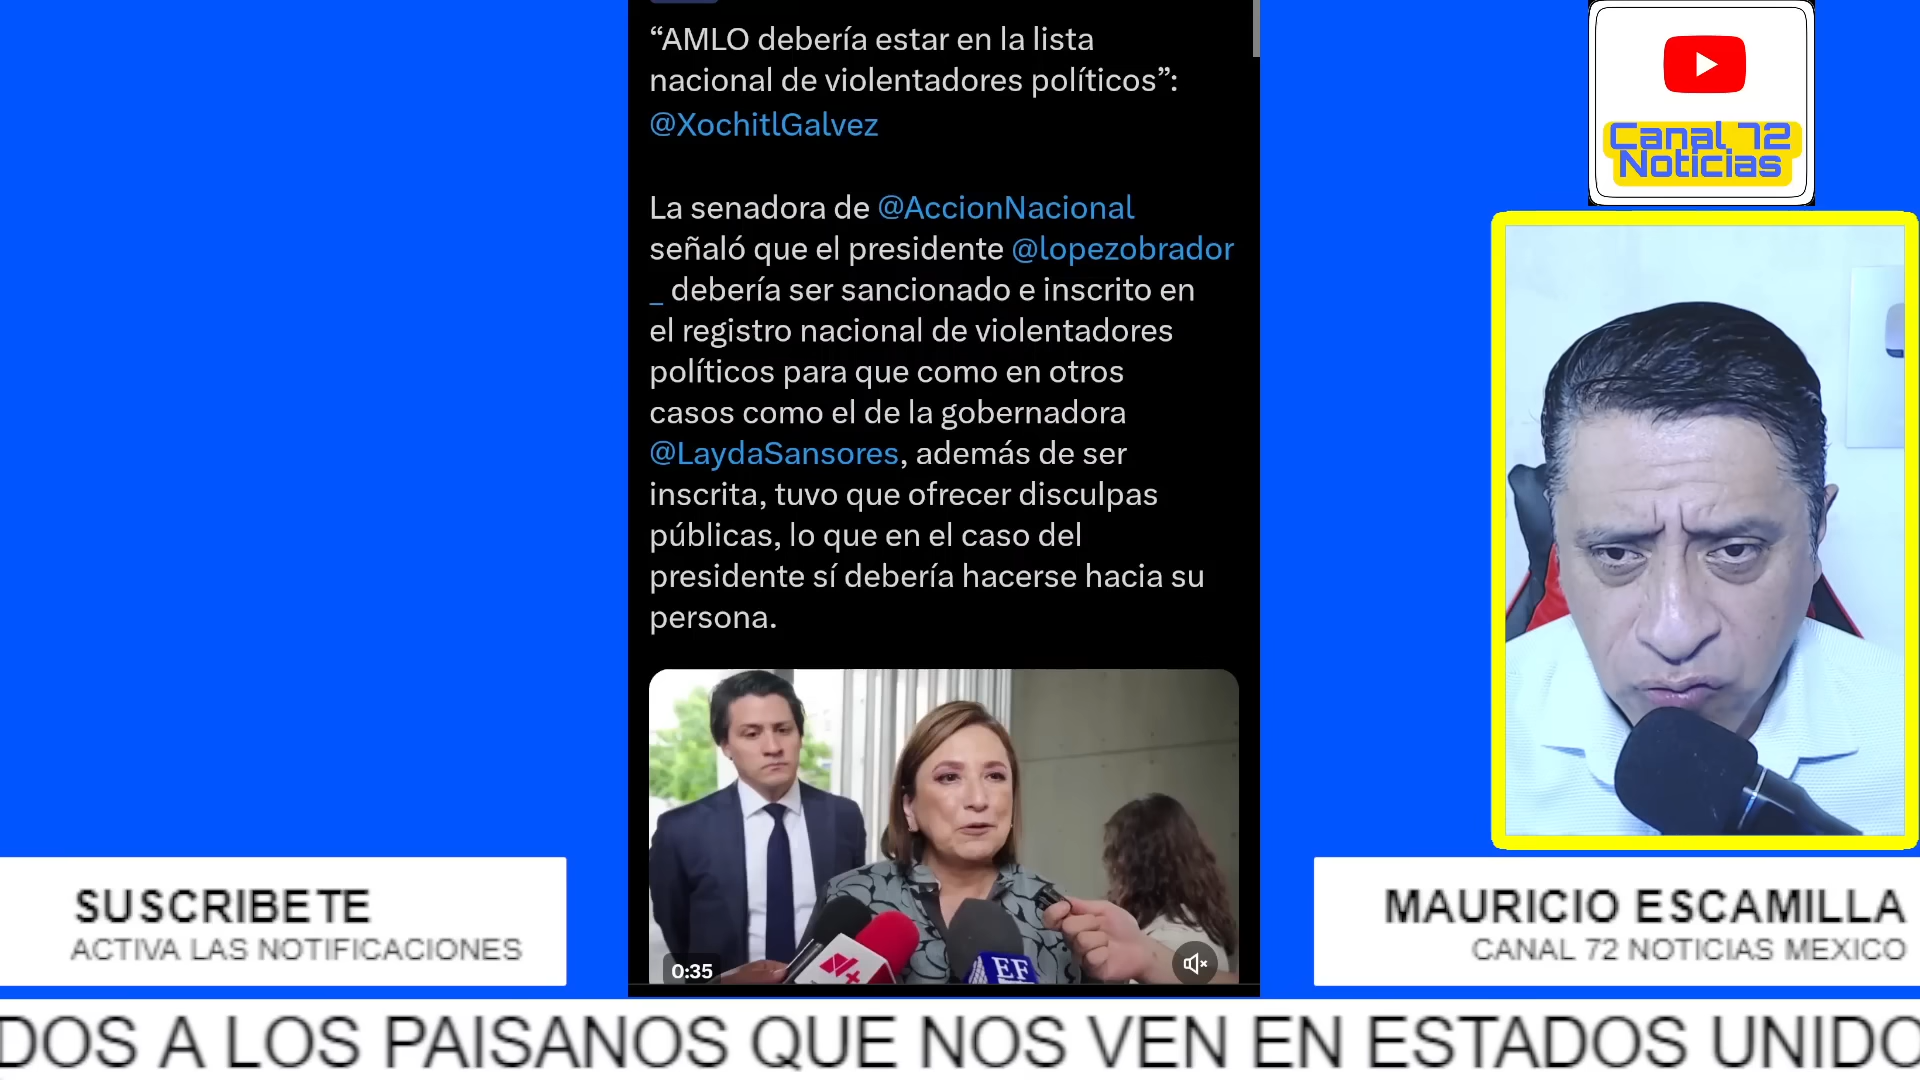 “AMLO debería estar en la lista
nacional de violentadores políticos”:
@XochitlGalvez
La senadora de @AccionNacional
señaló que el presidente @lopezobrador
_ debería ser sancionado e inscrito en
el registro nacional de violentadores
políticos para que como en otros
casos como el de la gobernadora
@LaydaSansores, además de ser
inscrita, tuvo que ofrecer disculpas
públicas, lo que en el caso del
presidente sí debería hacerse hacia su
persona.
0:35
EF
Canal 72
Noticias
SUSCRIBETE
ACTIVA LAS NOTIFICACIONES
MAURICIO ESCAMILLA
CANAL 72 NOTICIAS MEXICO
DOS A LOS PAISANOS QUE NOS VEN EN ESTADOS UNIDO